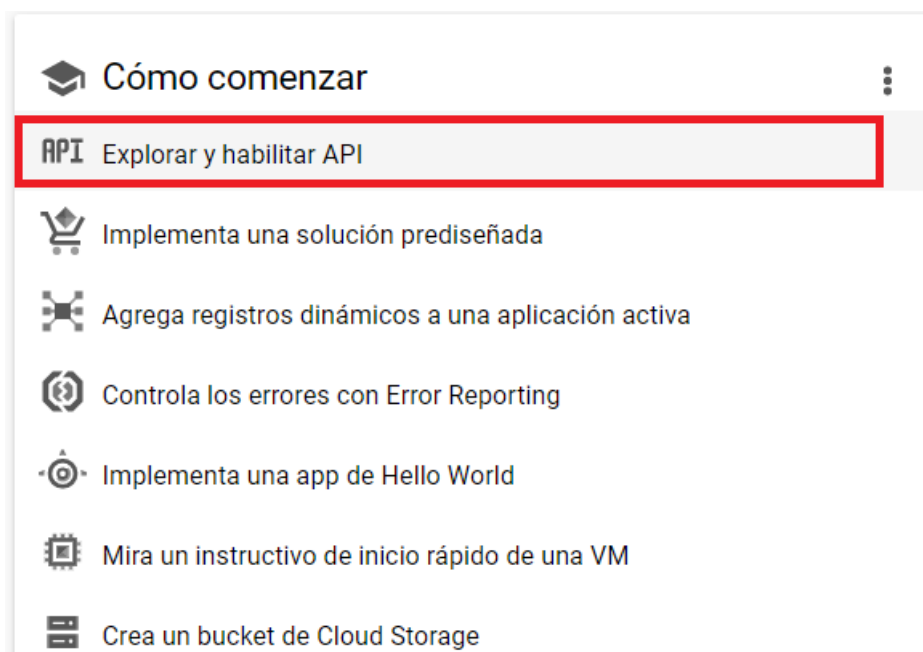 Cómo comenzar
API Explorar y habilitar API
Implementa una solución prediseñada
Agrega registros dinámicos a una aplicación activa
Controla los errores con Error Reporting
Implementa una app de Hello World
Mira un instructivo de inicio rápido de una VM
Crea un bucket de Cloud Storage